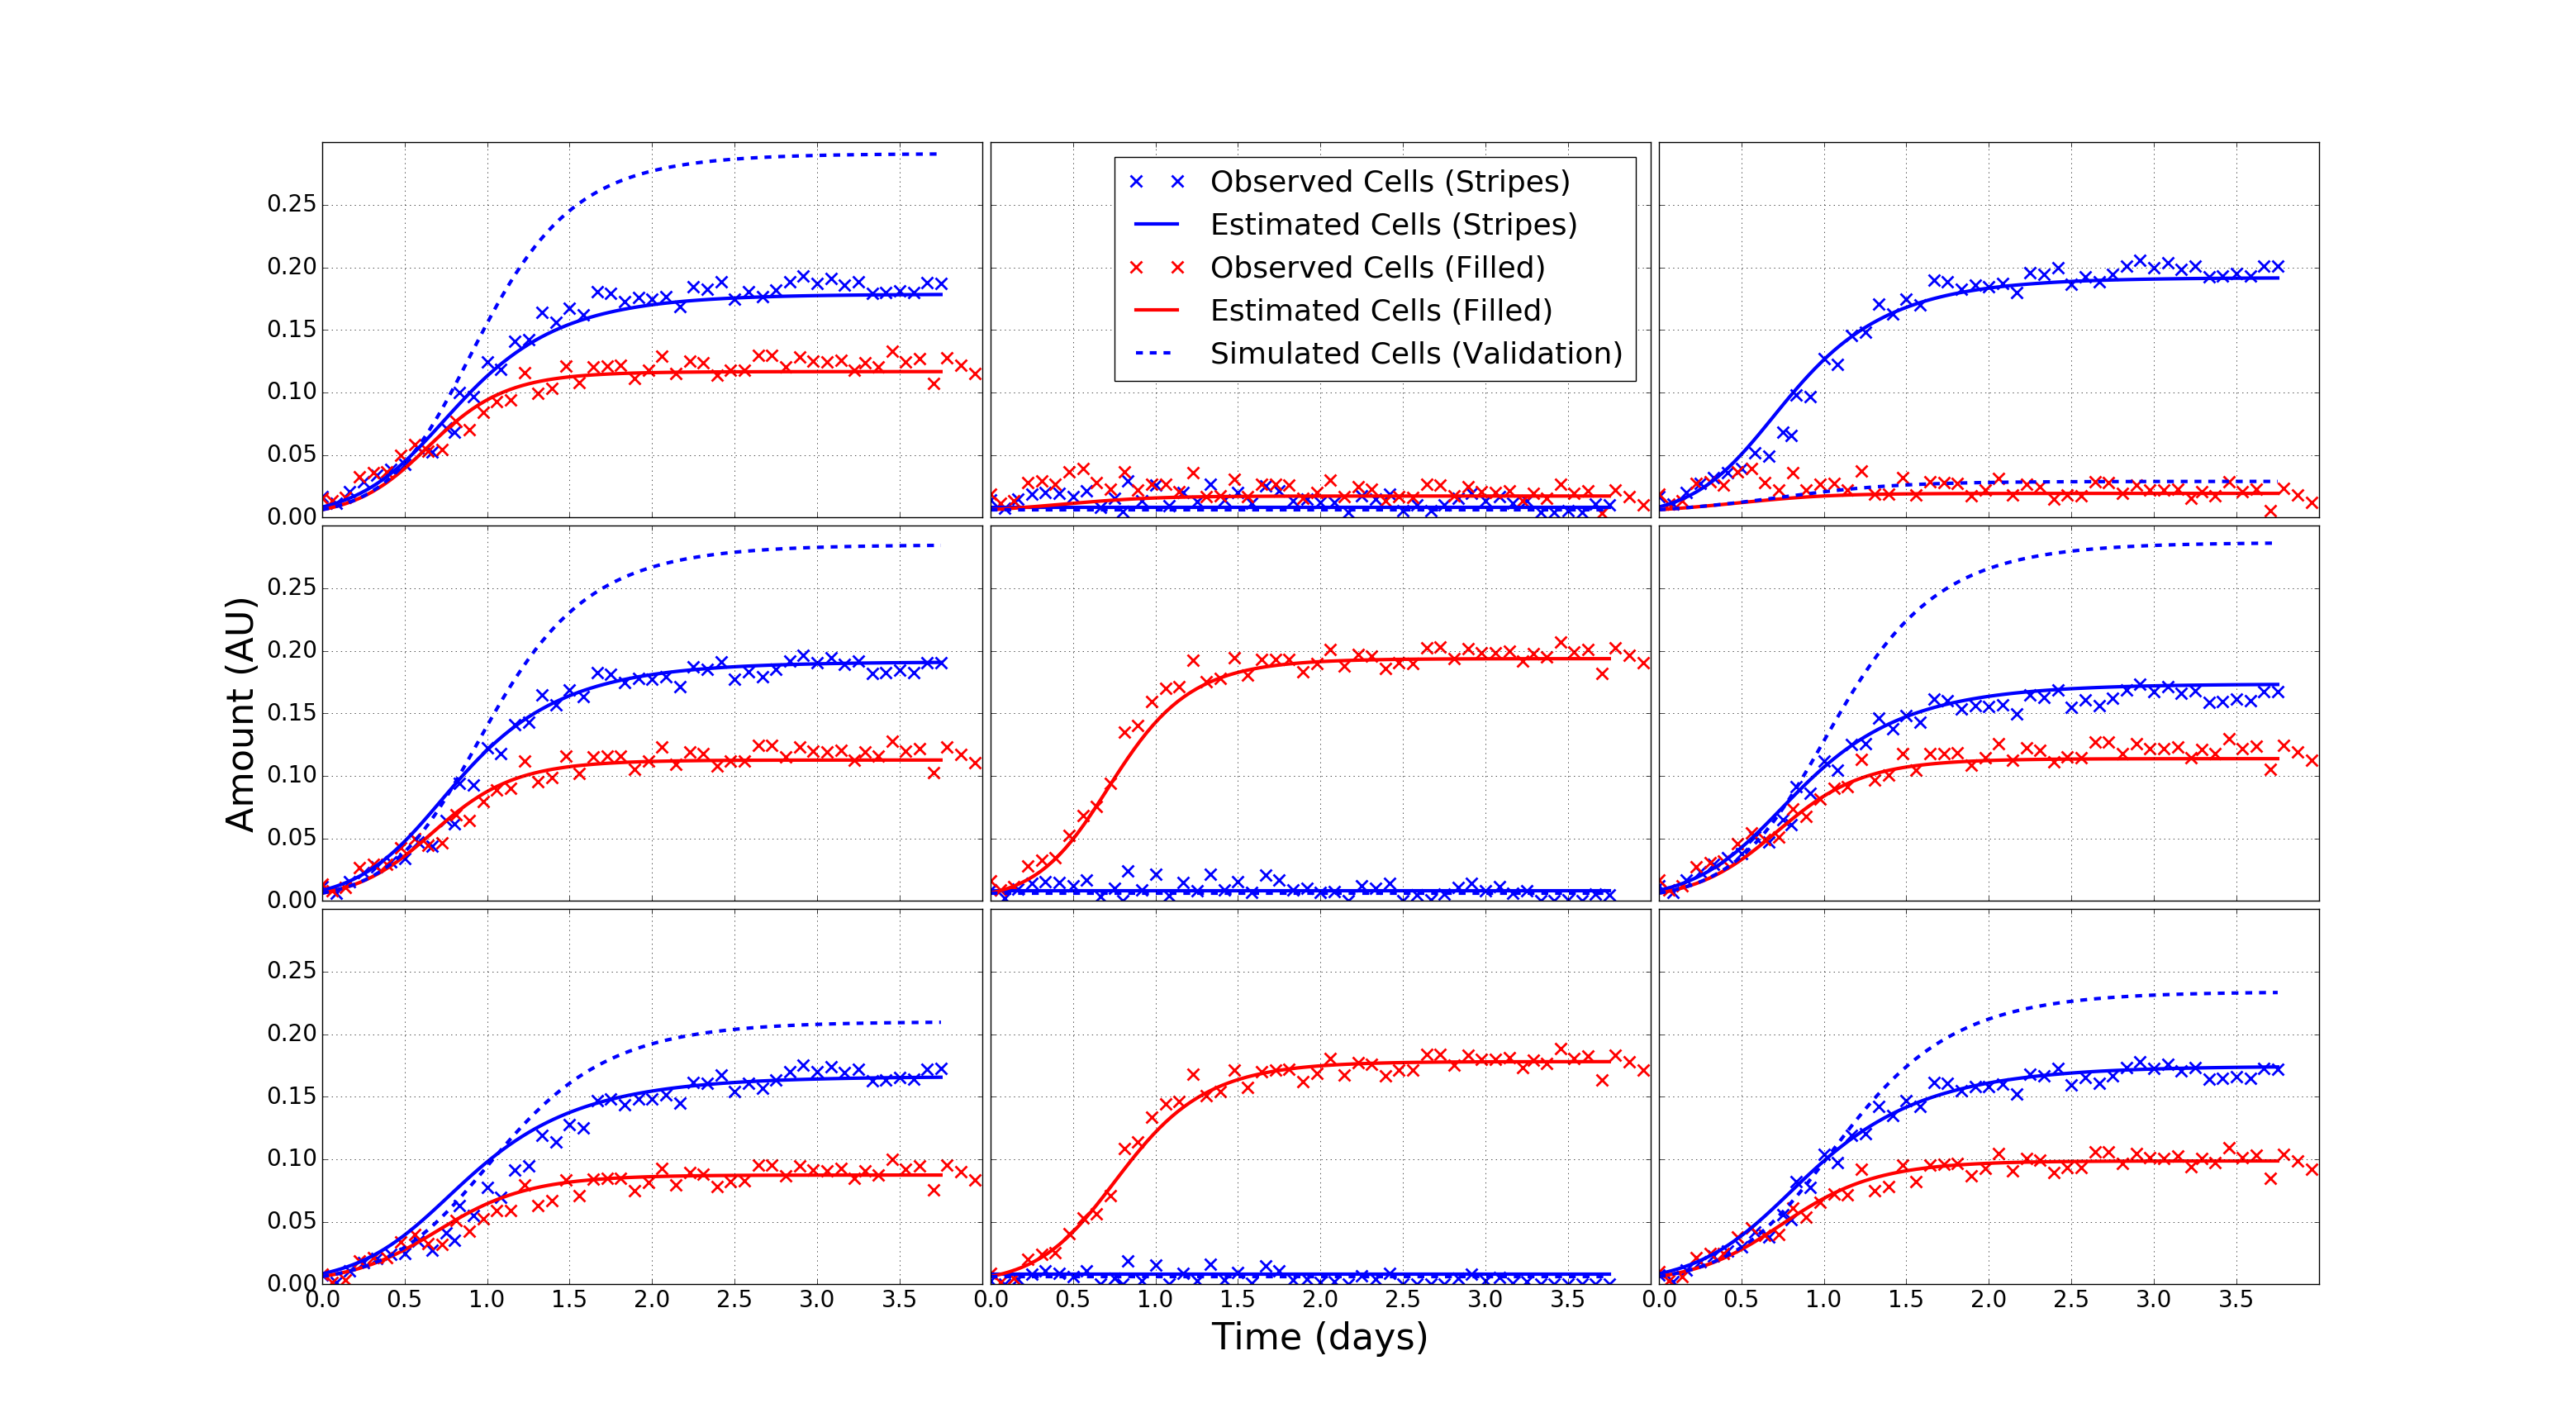 Observed Cells (Stripes)
Estimated Cells (Stripes)
Observed Cells (Filled)
Estimated Cells (Filled)
Simulated Cells (Validation)
0.25
0.20
0.15
0.10
0.05
0.00
0.25
0.20
0.15
0.10
0.05
0.00
Amount (AU)
0.25
0.20
0.15
0.10
0.05
0.00
0.0 0.5 1.0 1.5 2.0 2.5 3.0 3.5
0.0 0.5 1.0 1.5 2.0 2.5 3.0 3.5
0.0 0.5 1.0 1.5 2.0 2.5 3.0 3.5
Time (days)